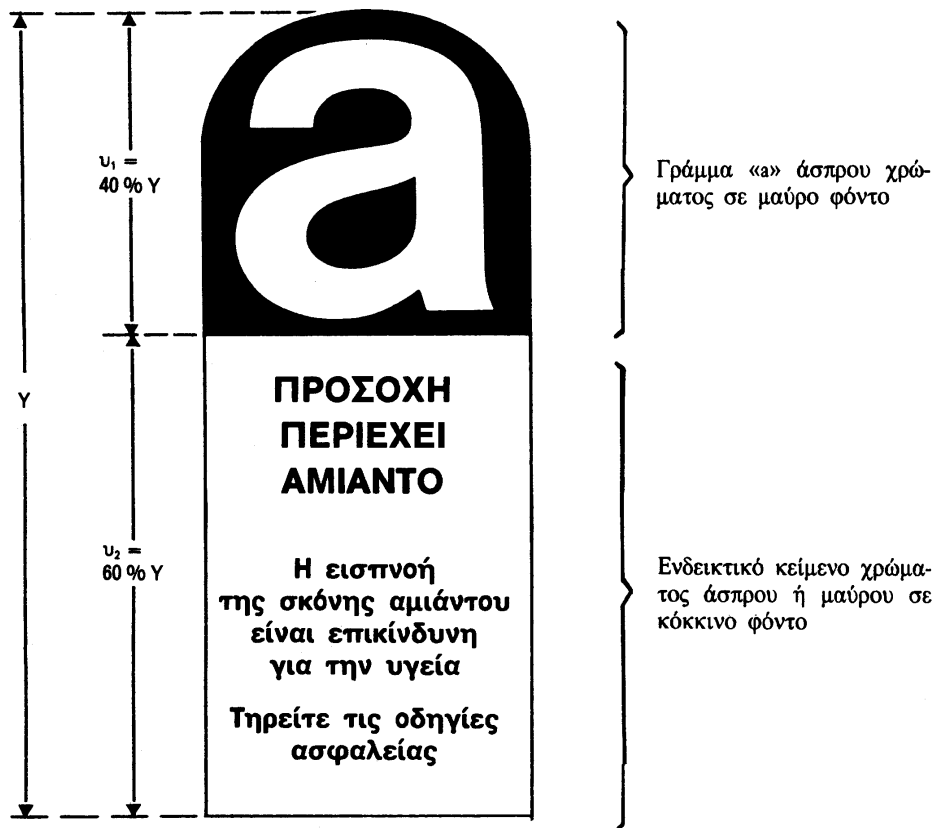 a
υ₁ =
40 % Υ
Γράμμα «a» άσπρου χρώ-
ματος σε μαύρο φόντο
Υ
ΠΡΟΣΟΧΗ
ΠΕΡΙΕΧΕΙ
ΑΜΙΑΝΤΟ
υ₂ =
60 % Υ
Η εισπνοή
της σκόνης αμιάντου
είναι επικίνδυνη
για την υγεία
Τηρείτε τις οδηγίες
ασφαλείας
Ενδεικτικό κείμενο χρώμα-
τος άσπρου ή μαύρου σε
κόκκινο φόντο